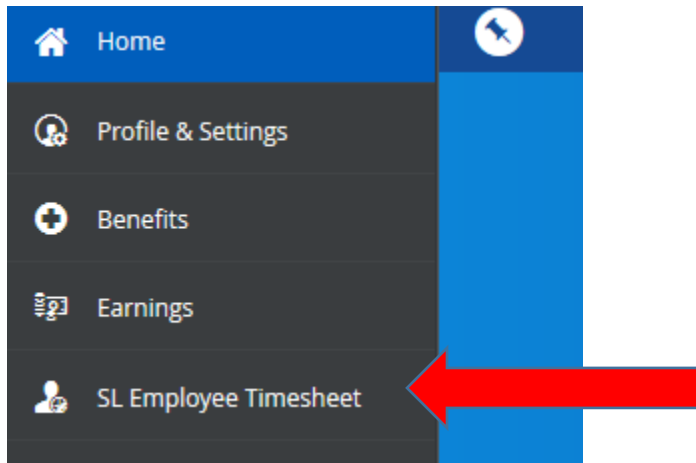 Home
Profile & Settings
Benefits
Earnings
SL Employee Timesheet